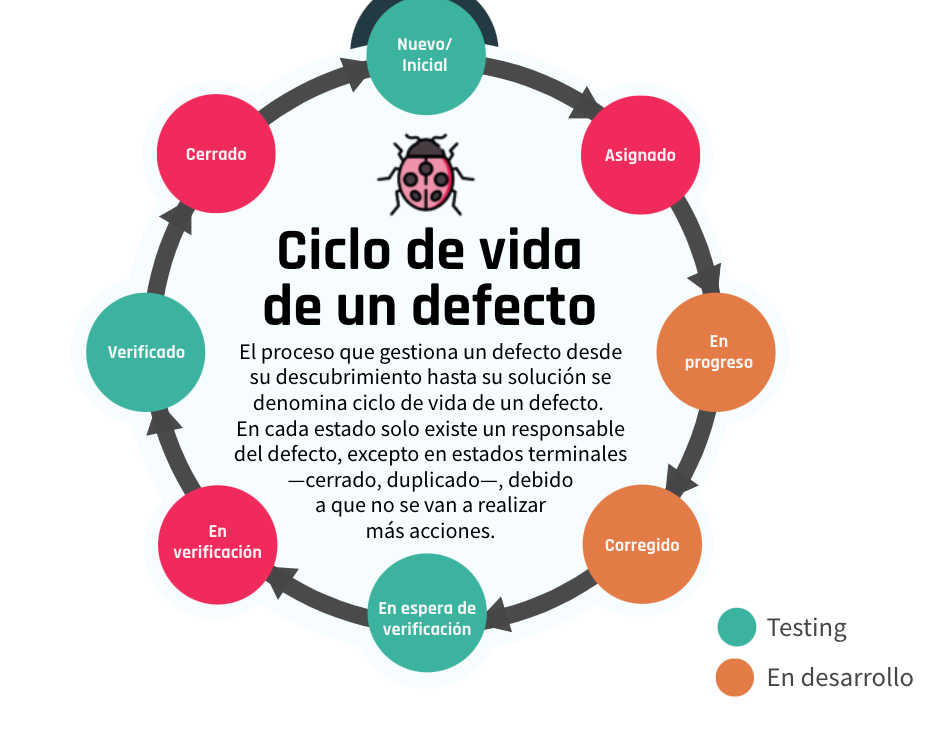 Nuevo/
Inicial
Asignado
En
progreso
Corregido
En espera de
verificación
En
verificación
Verificado
Cerrado
Ciclo de vida
de un defecto
El proceso que gestiona un defecto desde
su descubrimiento hasta su solución se
denomina ciclo de vida de un defecto.
En cada estado solo existe un responsable
del defecto, excepto en estados terminales
—cerrado, duplicado—, debido
a que no se van a realizar
más acciones.
Testing
En desarrollo